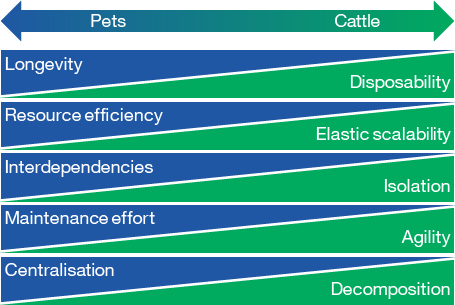 Pets Cattle
Longevity
Disposability
Resource efficiency
Elastic scalability
Interdependencies
Isolation
Maintenance effort
Agility
Centralisation
Decomposition